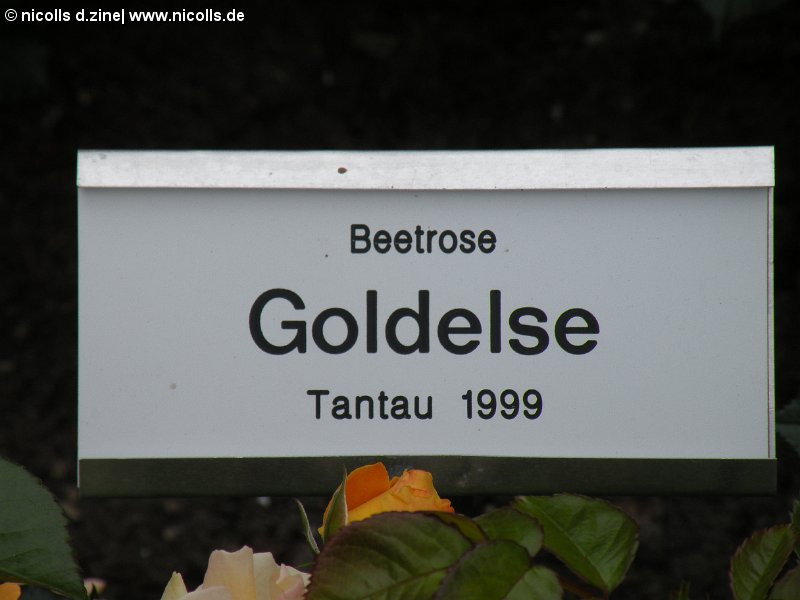 © nicolls d.zine| www.nicolls.de
Beetrose
Goldelse
Tantau 1999